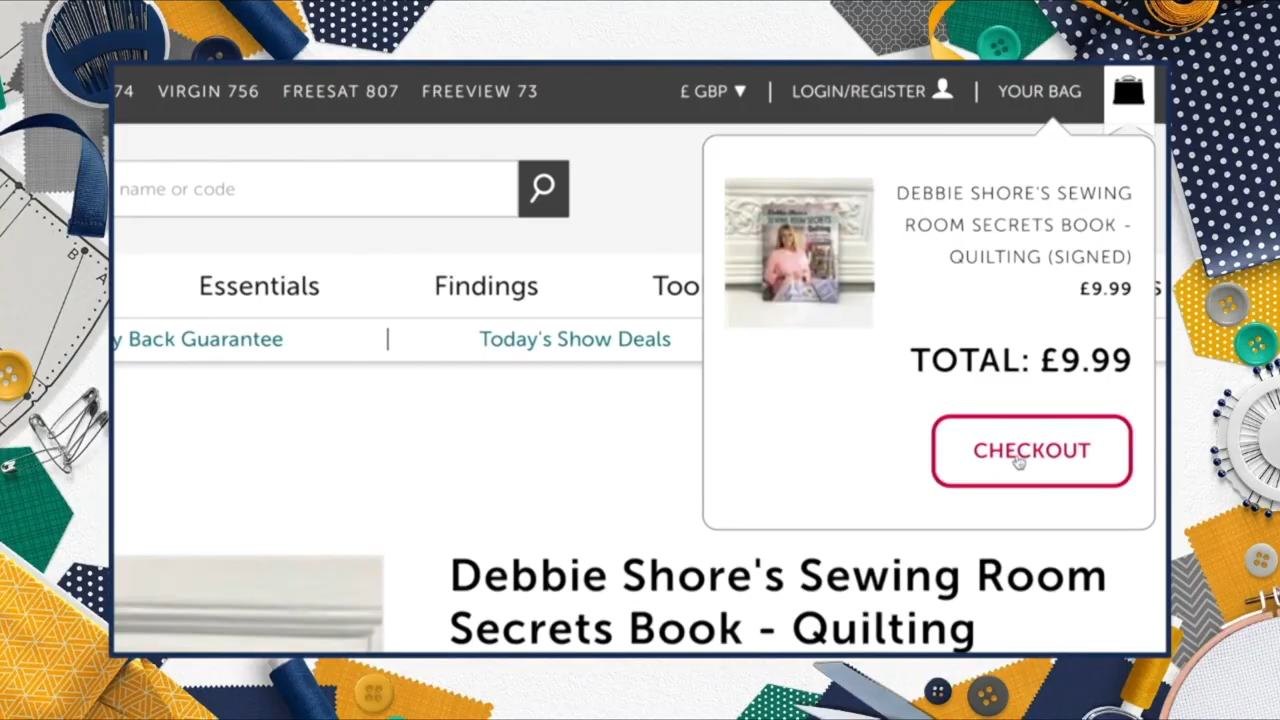 74 VIRGIN 756 FREESAT 807 FREEVIEW 73 £ GBP ▼ | LOGIN/REGISTER | YOUR BAG
name or code
DEBBIE SHORE'S SEWING
ROOM SECRETS BOOK -
QUILTING (SIGNED)
£9.99
Essentials Findings Too s
y Back Guarantee | Today's Show Deals
TOTAL: £9.99
CHECKOUT
Debbie Shore's Sewing Room
Secrets Book - Quilting
B
A